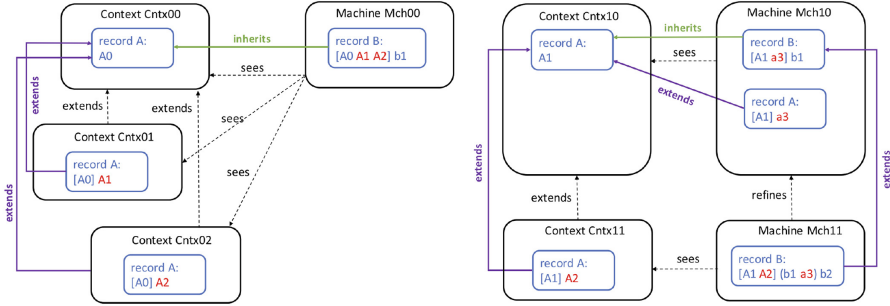 Context Cntx00
record A:
A0
inherits
Machine Mch00
record B:
[A0 A1 A2] b1
sees
extends
extends
extends
sees
sees
Context Cntx01
record A:
[A0] A1
extends
Context Cntx02
record A:
[A0] A2
Context Cntx10
record A:
A1
inherits
Machine Mch10
record B:
[A1 a3] b1
sees
extends
record A:
[A1] a3
extends
extends
extends
refines
Context Cntx11
record A:
[A1] A2
sees
Machine Mch11
record B:
[A1 A2] (b1 a3) b2